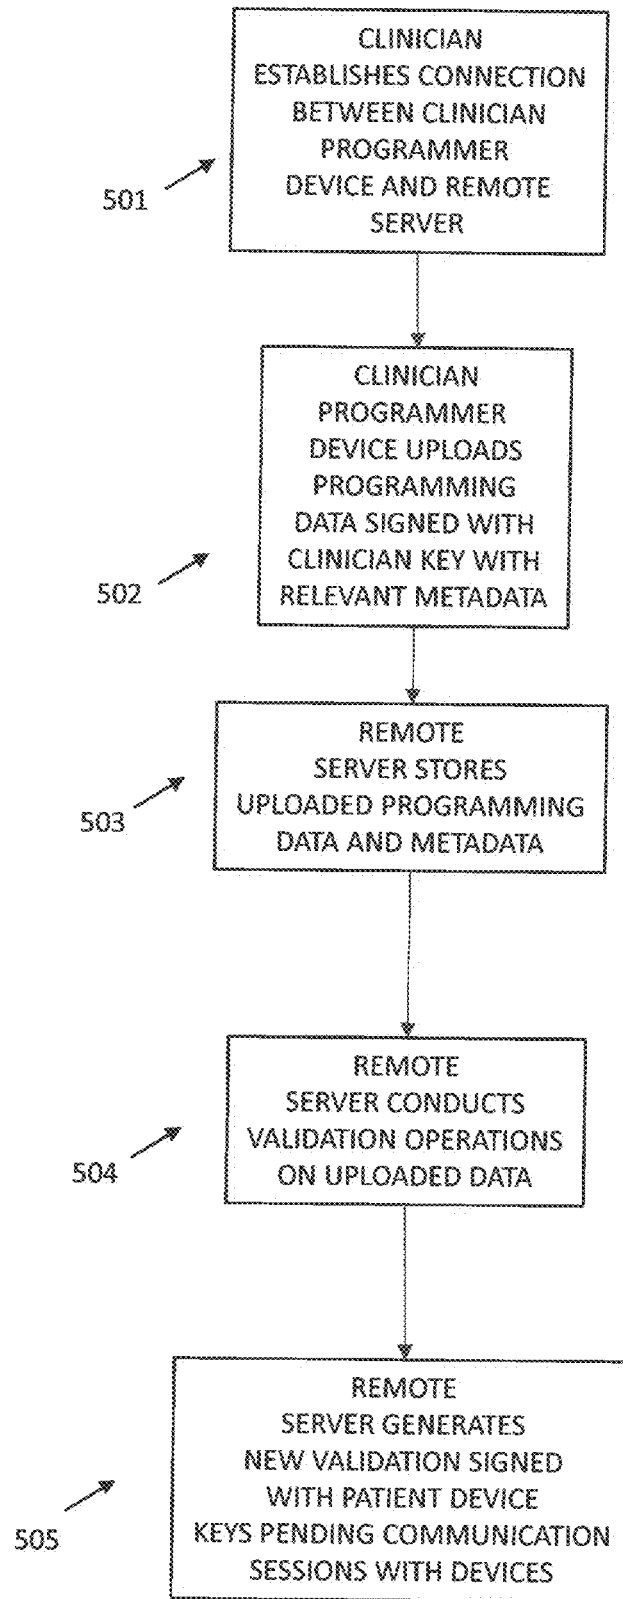 CLINICIAN
ESTABLISHES CONNECTION
BETWEEN CLINICIAN
PROGRAMMER
DEVICE AND REMOTE
SERVER
501
CLINICIAN
PROGRAMMER
DEVICE UPLOADS
PROGRAMMING
DATA SIGNED WITH
CLINICIAN KEY WITH
RELEVANT METADATA
502
REMOTE
SERVER STORES
UPLOADED PROGRAMMING
DATA AND METADATA
503
REMOTE
SERVER CONDUCTS
VALIDATION OPERATIONS
ON UPLOADED DATA
504
REMOTE
SERVER GENERATES
NEW VALIDATION SIGNED
WITH PATIENT DEVICE
KEYS PENDING COMMUNICATION
SESSIONS WITH DEVICES
505